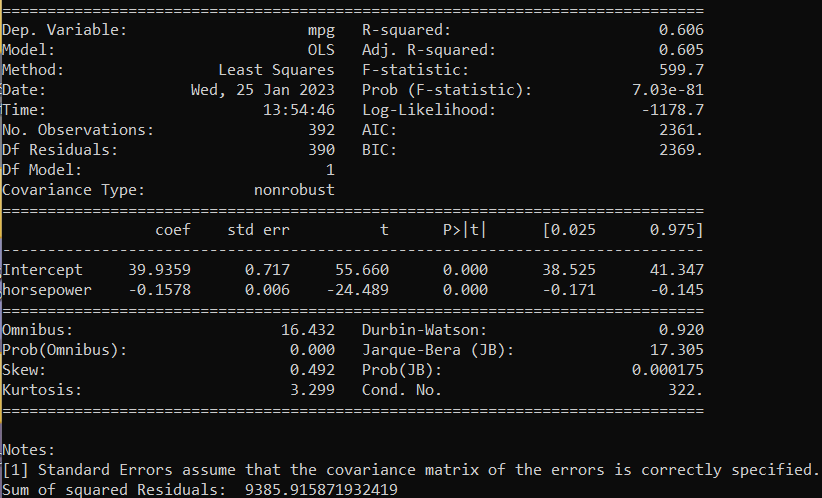 ==============================================================================
Dep. Variable:                    mpg   R-squared:                       0.606
Model:                            OLS   Adj. R-squared:                  0.605
Method:                 Least Squares   F-statistic:                     599.7
Date:                Wed, 25 Jan 2023   Prob (F-statistic):           7.03e-81
Time:                        13:54:46   Log-Likelihood:                -1178.7
No. Observations:                 392   AIC:                             2361.
Df Residuals:                     390   BIC:                             2369.
Df Model:                           1
Covariance Type:            nonrobust
==============================================================================
                 coef    std err          t      P>|t|      [0.025      0.975]
------------------------------------------------------------------------------
Intercept     39.9359      0.717     55.660      0.000      38.525      41.347
horsepower    -0.1578      0.006    -24.489      0.000      -0.171      -0.145
==============================================================================
Omnibus:                       16.432   Durbin-Watson:                   0.920
Prob(Omnibus):                  0.000   Jarque-Bera (JB):               17.305
Skew:                           0.492   Prob(JB):                     0.000175
Kurtosis:                       3.299   Cond. No.                         322.
==============================================================================
Notes:
[1] Standard Errors assume that the covariance matrix of the errors is correctly specified.
Sum of squared Residuals:  9385.915871932419